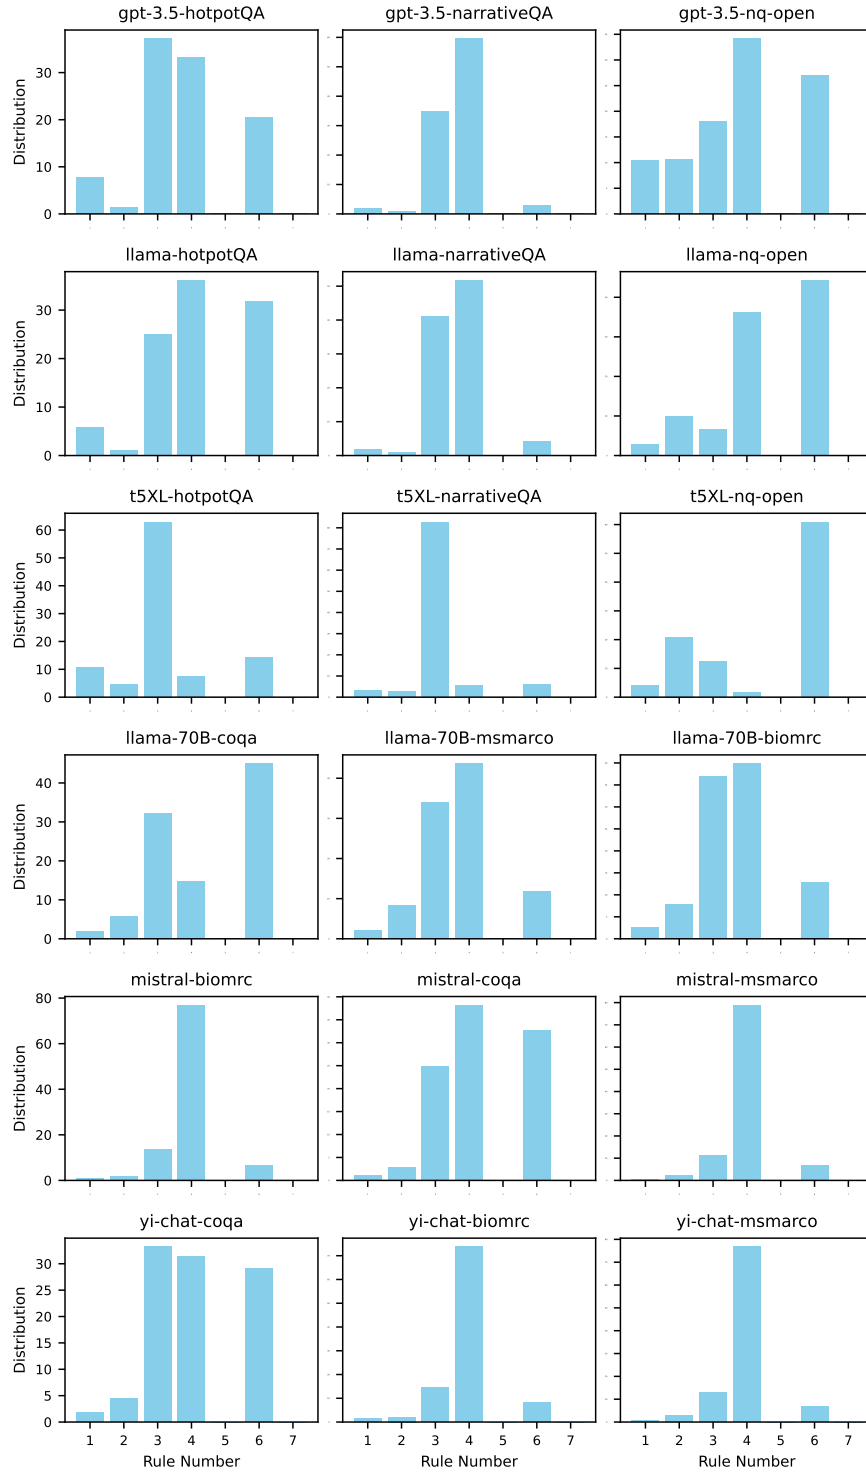 gpt-3.5-hotpotQA gpt-3.5-narrativeQA gpt-3.5-nq-open
Distribution
30
20
10
0
llama-hotpotQA llama-narrativeQA llama-nq-open
Distribution
30
20
10
0
t5XL-hotpotQA t5XL-narrativeQA t5XL-nq-open
Distribution
60
50
40
30
20
10
0
llama-70B-coqa llama-70B-msmarco llama-70B-biomrc
Distribution
40
30
20
10
0
mistral-biomrc mistral-coqa mistral-msmarco
Distribution
80
60
40
20
0
yi-chat-coqa yi-chat-biomrc yi-chat-msmarco
Distribution
30
25
20
15
10
5
0
1 2 3 4 5 6 7 1 2 3 4 5 6 7 1 2 3 4 5 6 7
Rule Number Rule Number Rule Number